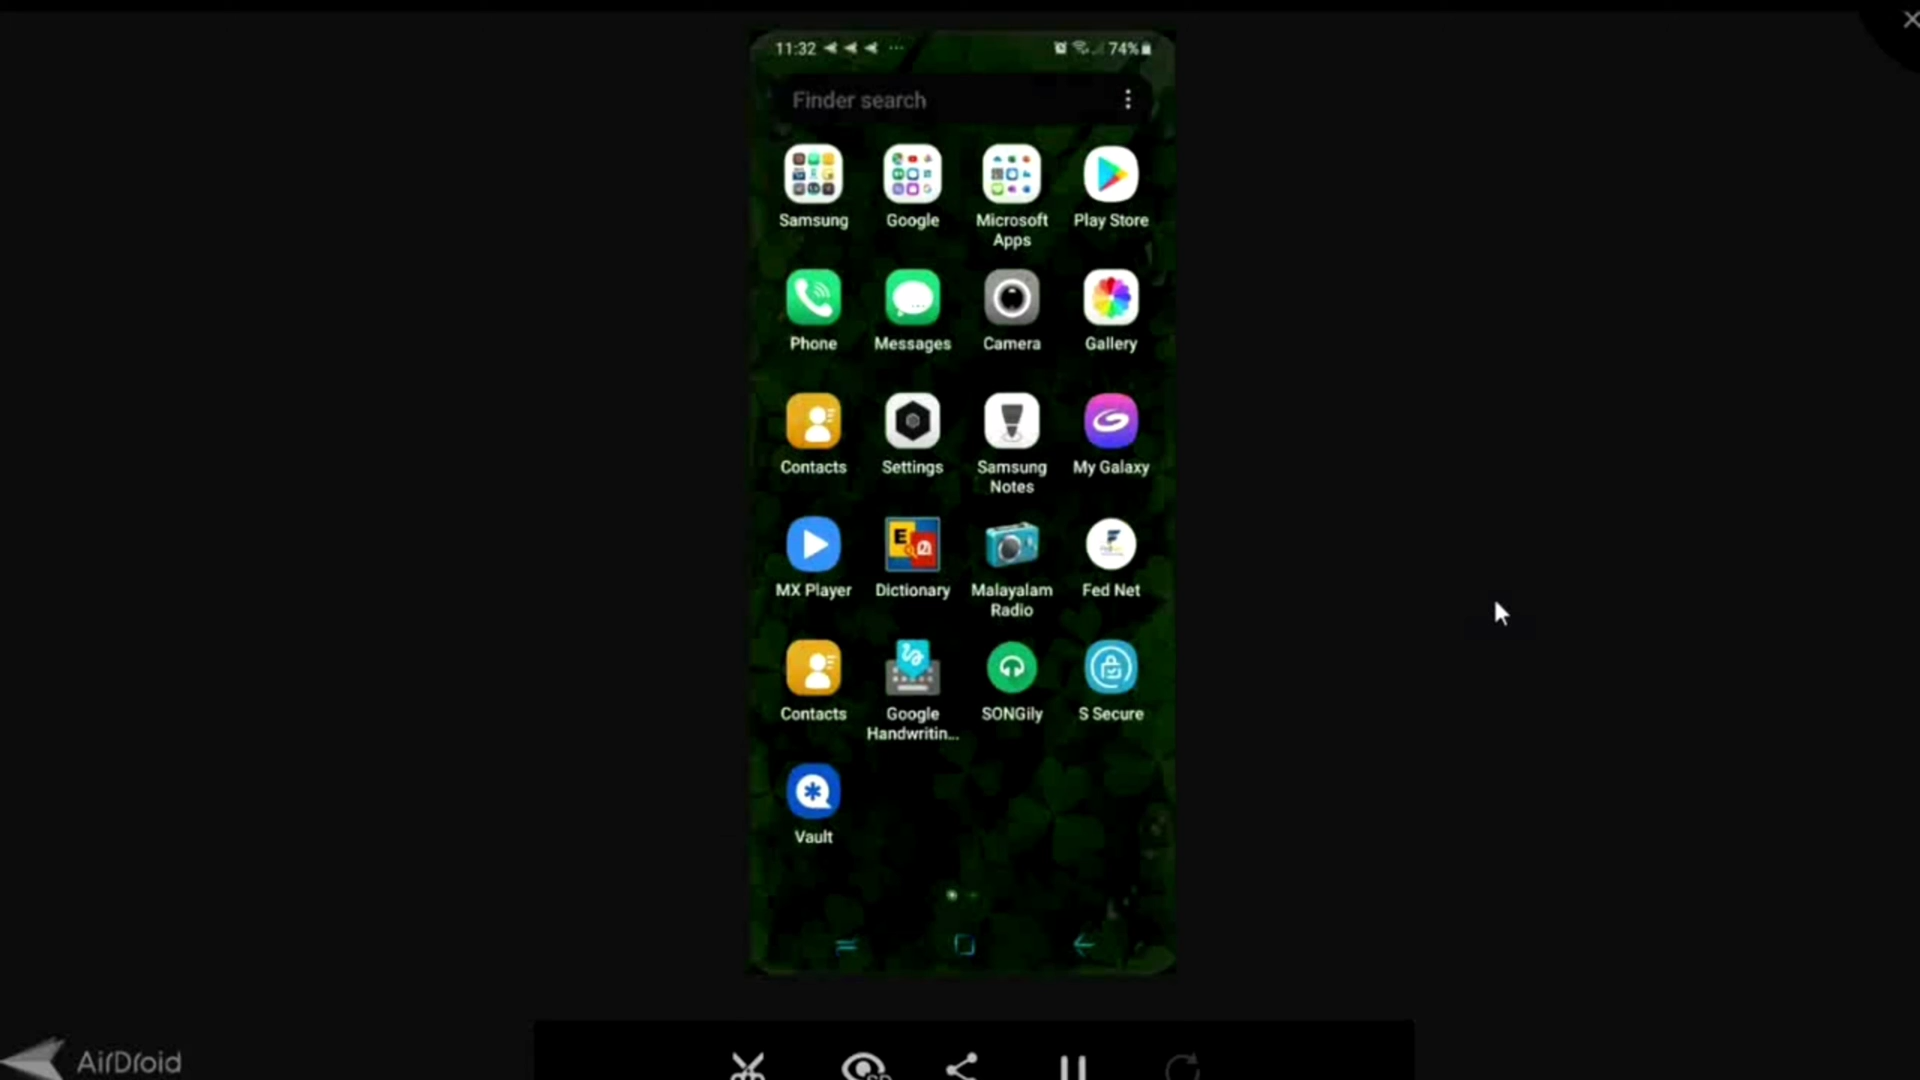 11:32
74%
Finder search
Samsung
Google
Microsoft
Apps
Play Store
Phone
Messages
Camera
Gallery
Contacts
Settings
Samsung
Notes
My Galaxy
MX Player
Dictionary
Malayalam
Radio
Fed Net
Contacts
Google
Handwritin...
SONGily
S Secure
Vault
AirDroid